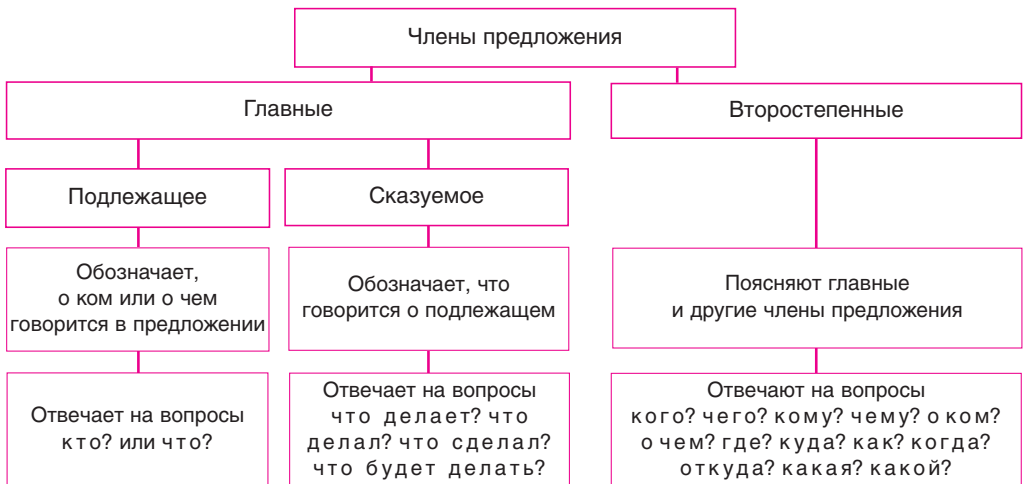 Члены предложения
Главные
Второстепенные
Подлежащее
Сказуемое
Обозначает,
о ком или о чем
говорится в предложении
Обозначает, что
говорится о подлежащем
Поясняют главные
и другие члены предложения
Отвечает на вопросы
кто? или что?
Отвечает на вопросы
что делает? что
делал? что сделал?
что будет делать?
Отвечают на вопросы
кого? чего? кому? чему? о ком?
о чем? где? куда? как? когда?
откуда? какая? какой?